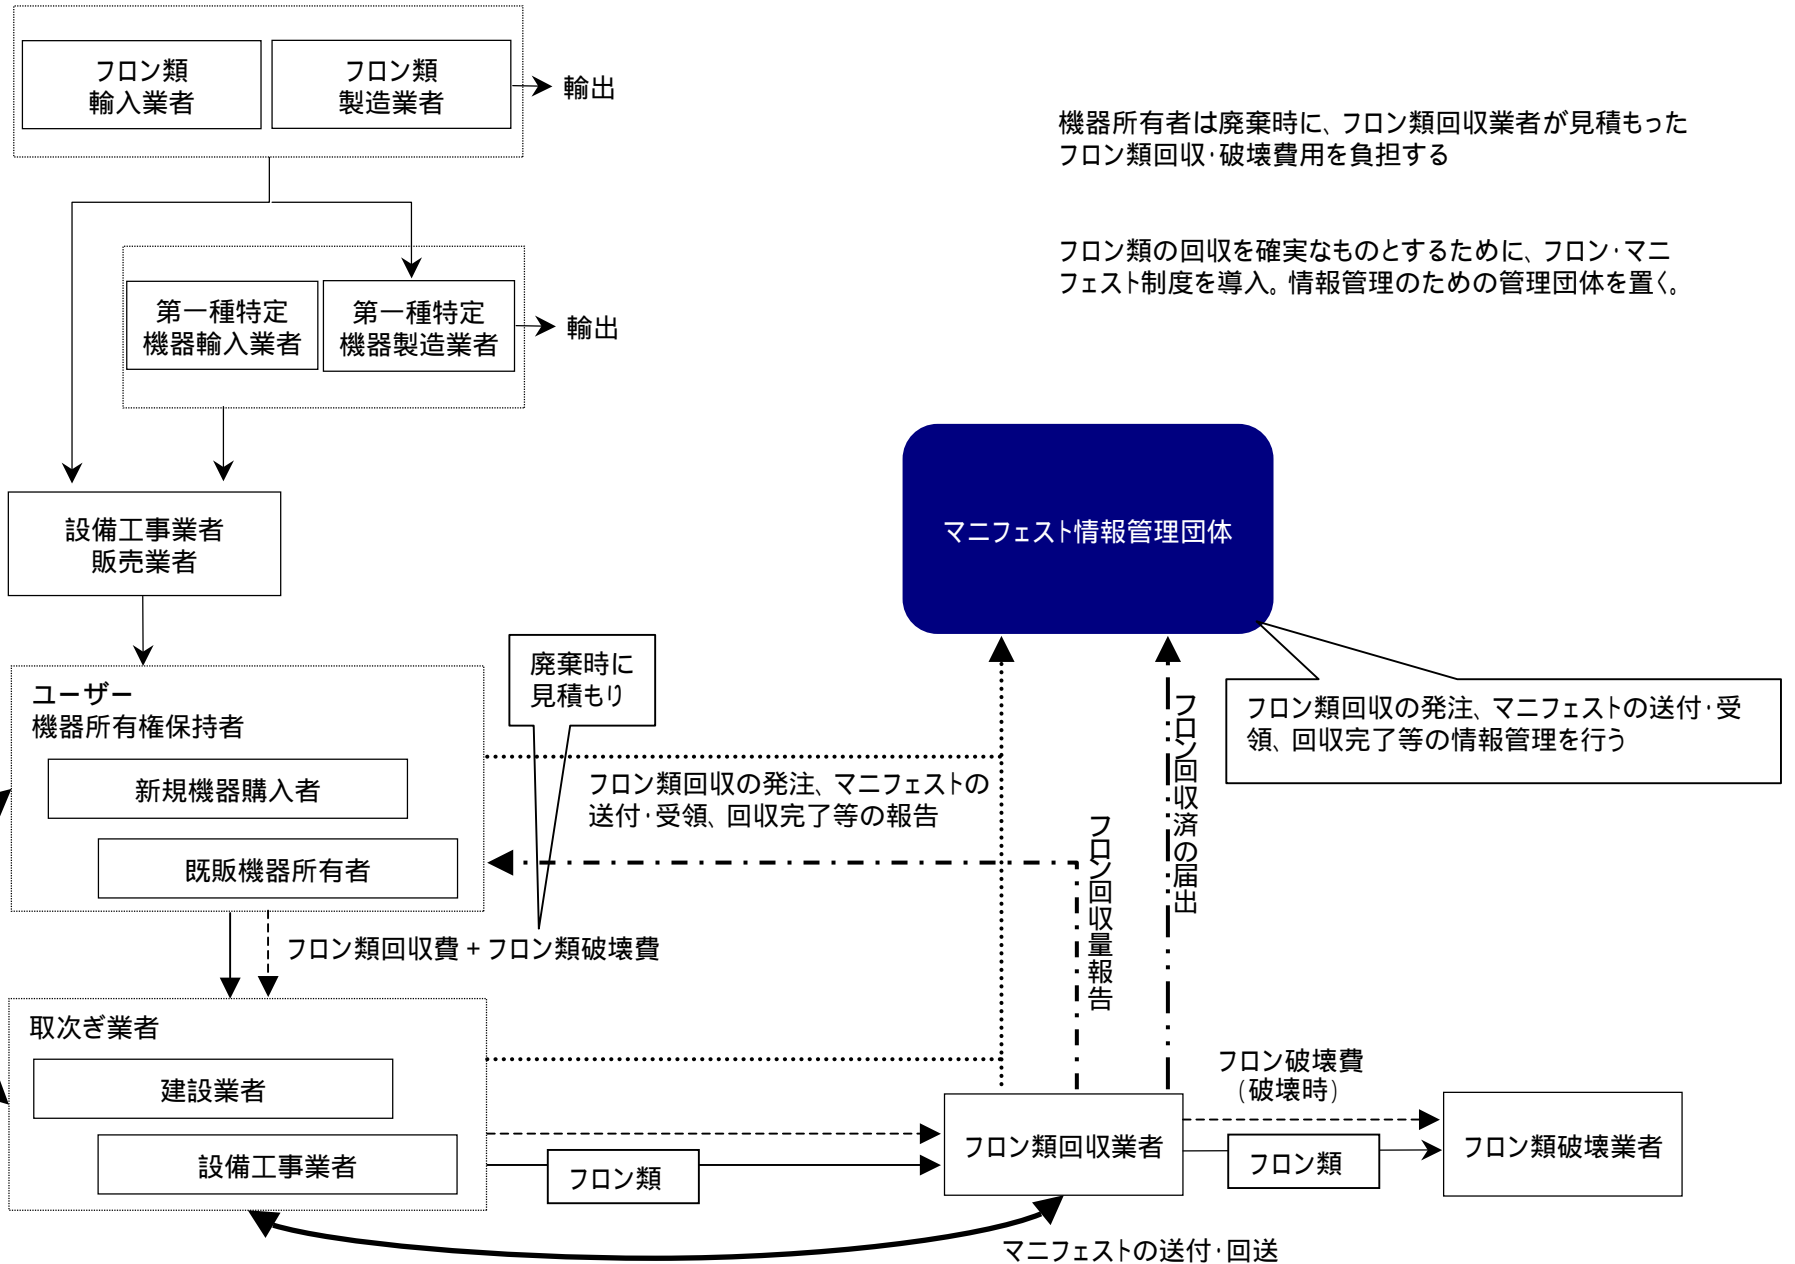 フロン類
輸入業者
フロン類
製造業者
輸出
機器所有者は廃棄時に、フロン類回収業者が見積もった
フロン類回収・破壊費用を負担する
フロン類の回収を確実なものとするために、フロン・マニ
フェスト制度を導入。情報管理のための管理団体を置く。
第一種特定
機器輸入業者
第一種特定
機器製造業者
輸出
設備工事業者
販売業者
マニフェスト情報管理団体
廃棄時に
見積もり
ユーザー
機器所有権保持者
新規機器購入者
既販機器所有者
フロン類回収の発注、マニフェストの
送付・受領、回収完了等の報告
フロン回収量報告
フロン回収済の届出
フロン類回収の発注、マニフェストの送付・受
領、回収完了等の情報管理を行う
フロン類回収費+フロン類破壊費
取次ぎ業者
建設業者
設備工事業者
フロン類
フロン類回収業者
フロン破壊費
(破壊時)
フロン類
フロン類破壊業者
マニフェストの送付・回送